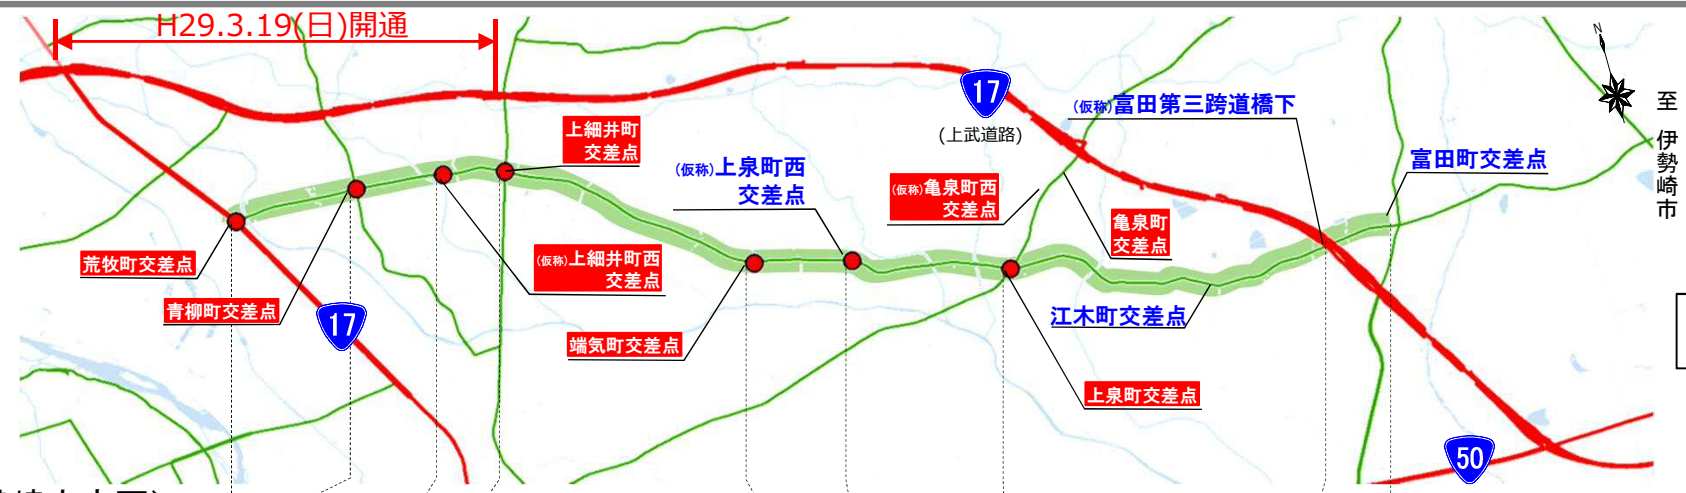 H29.3.19(日)開通
N
17
(上武道路)
(仮称)富田第三跨道橋下
至 伊勢崎市
上細井町
交差点
(仮称)上泉町西
交差点
(仮称)亀泉町西
交差点
富田町交差点
亀泉町
交差点
荒牧町交差点
(仮称)上細井町西
交差点
青柳町交差点
17
江木町交差点
端気町交差点
上泉町交差点
50